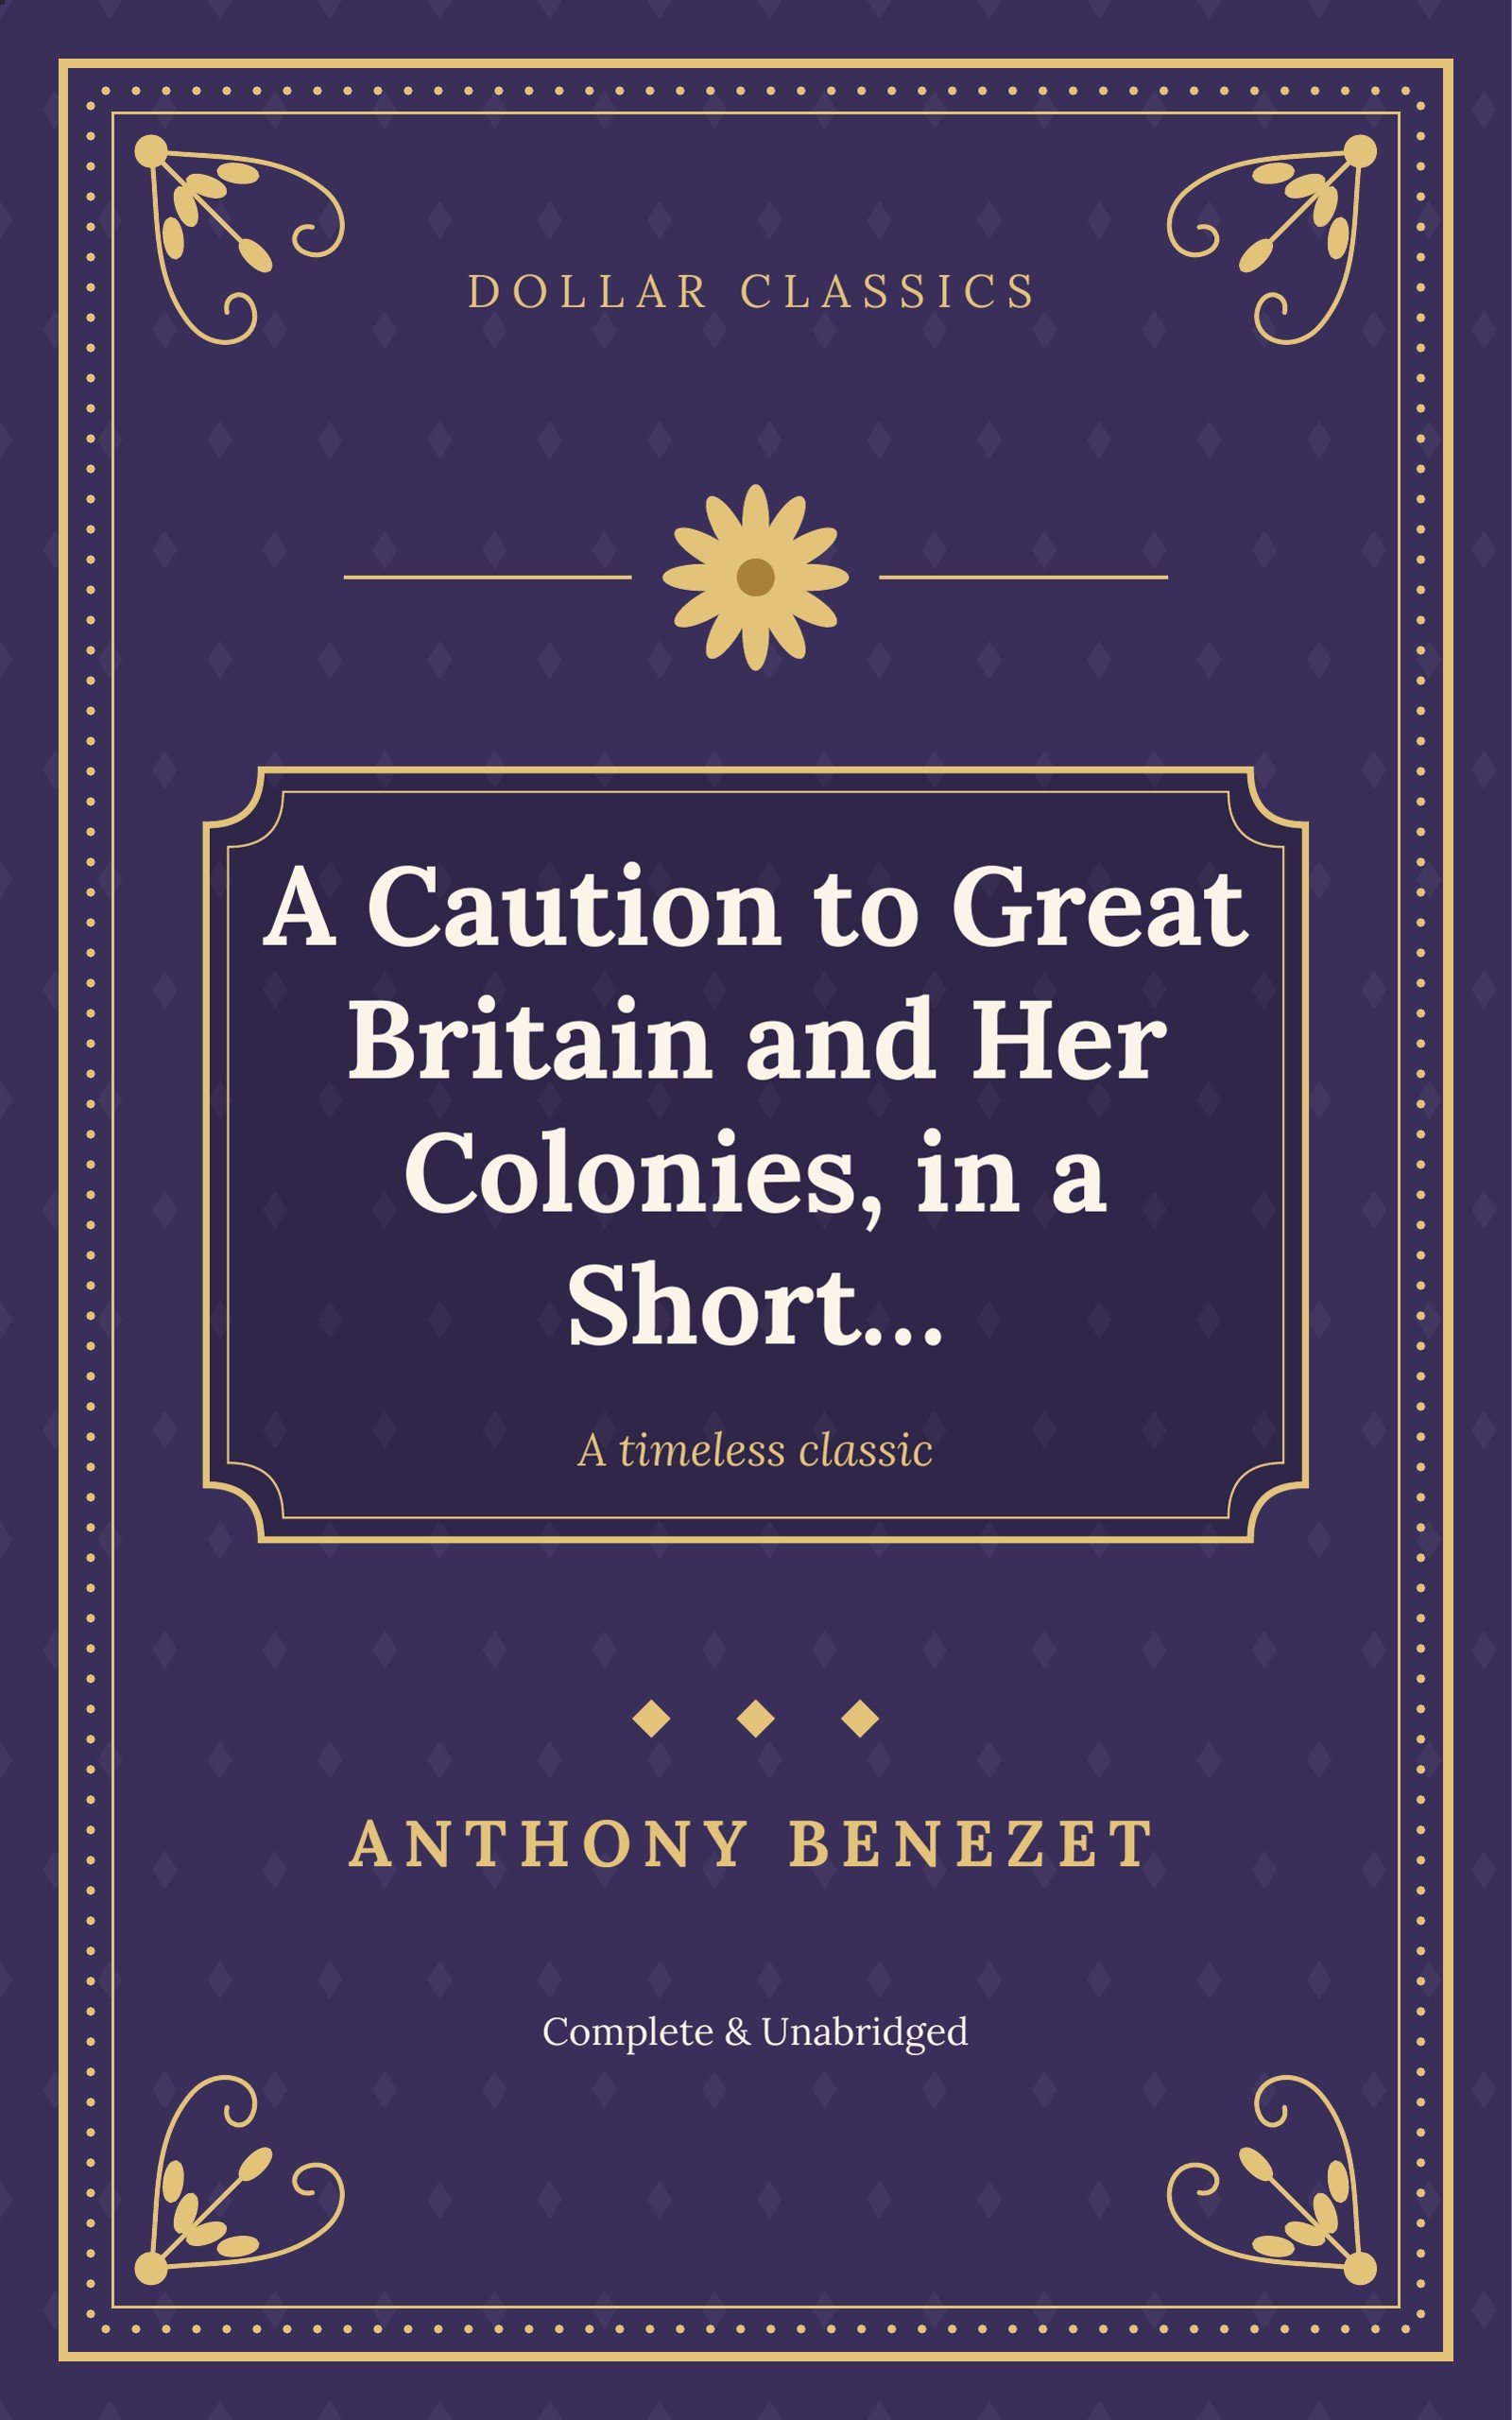 DOLLAR CLASSICS
A Caution to Great
Britain and Her
Colonies, in a
Short...
A timeless classic
ANTHONY BENEZET
Complete & Unabridged